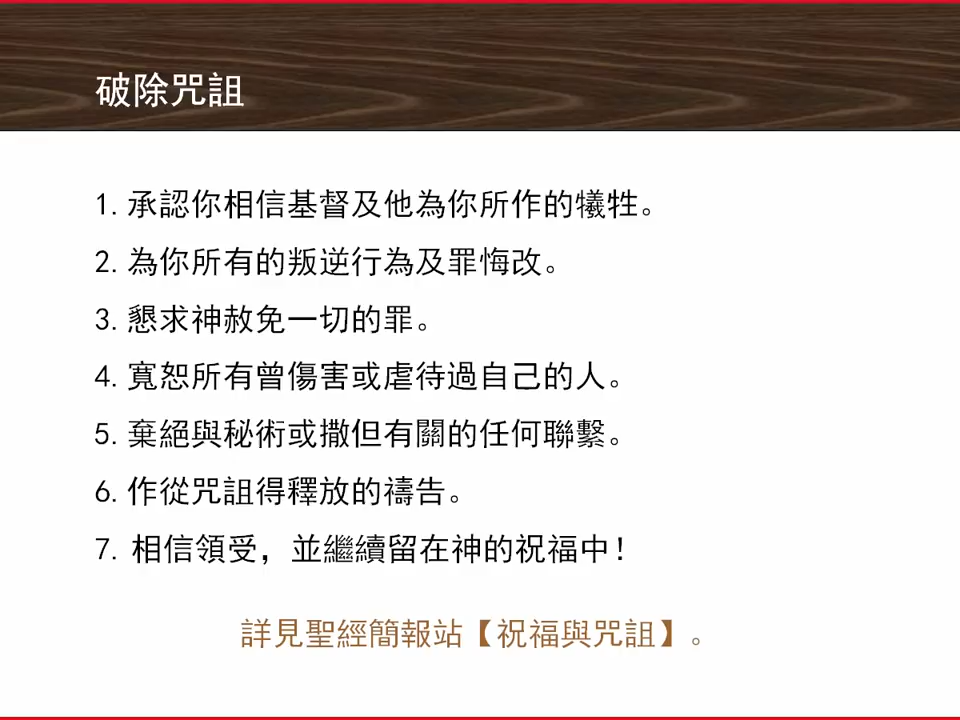 破除咒詛
1. 承認你相信基督及他為你所作的犧牲。
2. 為你所有的叛逆行為及罪悔改。
3. 懇求神赦免一切的罪。
4. 寬恕所有曾傷害或虐待過自己的人。
5. 棄絕與秘術或撒但有關的任何聯繫。
6. 作從咒詛得釋放的禱告。
7. 相信領受，並繼續留在神的祝福中！
詳見聖經簡報站【祝福與咒詛】。